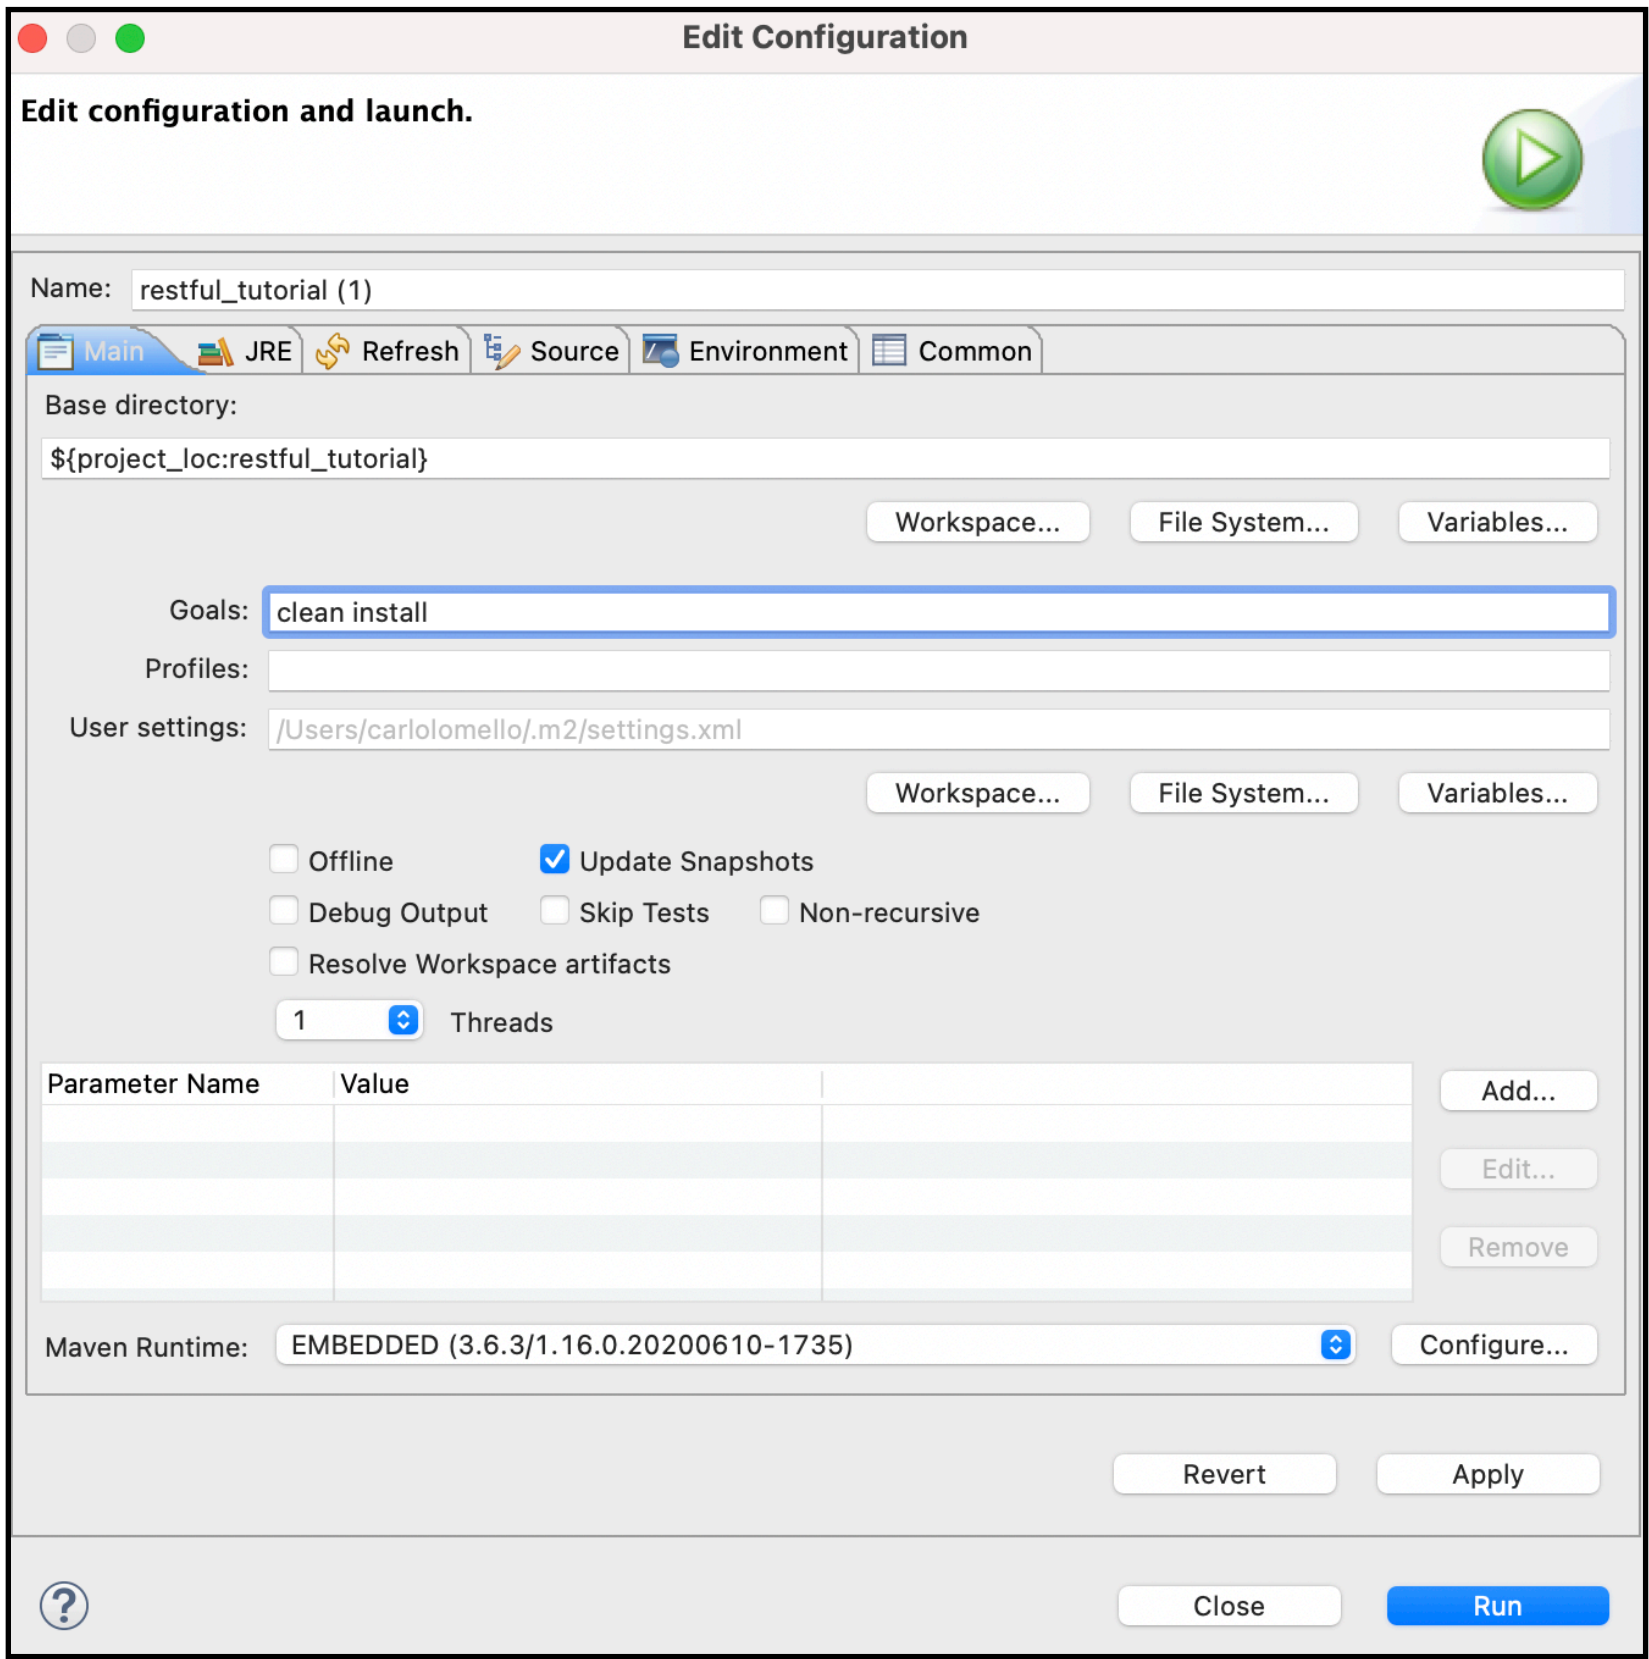 Edit Configuration
Edit configuration and launch.
Name: restful_tutorial (1)
Main JRE Refresh Source Environment Common
Base directory:
${project_loc:restful_tutorial}
Workspace... File System... Variables...
Goals: clean install
Profiles:
User settings: /Users/carlolomello/.m2/settings.xml
Workspace... File System... Variables...
Offline Update Snapshots
Debug Output Skip Tests Non-recursive
Resolve Workspace artifacts
1 Threads
Parameter Name Value
Add...
Edit...
Remove
Maven Runtime: EMBEDDED (3.6.3/1.16.0.20200610-1735) Configure...
Revert Apply
? Close Run